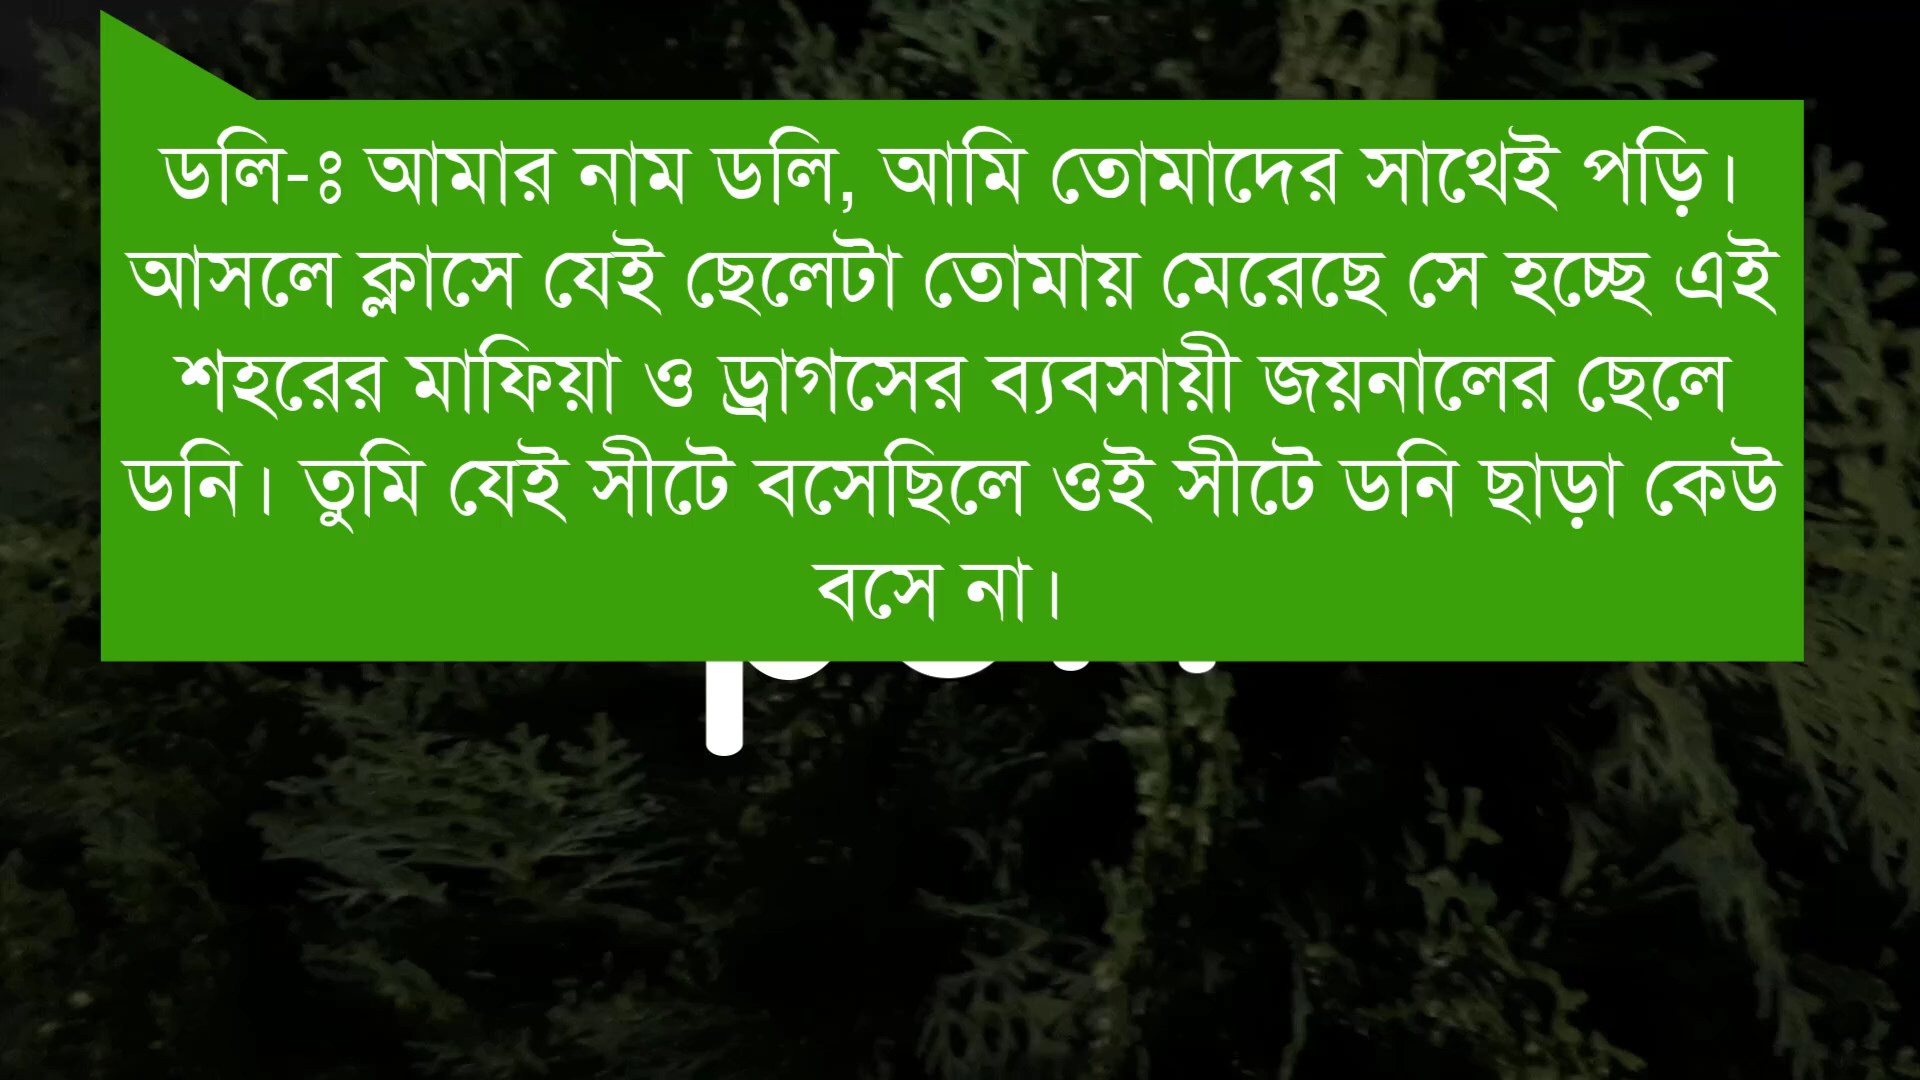 ডলি-ঃ আমার নাম ডলি, আমি তোমাদের সাথেই পড়ি।
আসলে ক্লাসে যেই ছেলেটা তোমায় মেরেছে সে হচ্ছে এই
শহরের মাফিয়া ও ড্রাগসের ব্যবসায়ী জয়নালের ছেলে
ডনি। তুমি যেই সীটে বসেছিলে ওই সীটে ডনি ছাড়া কেউ
বসে না।